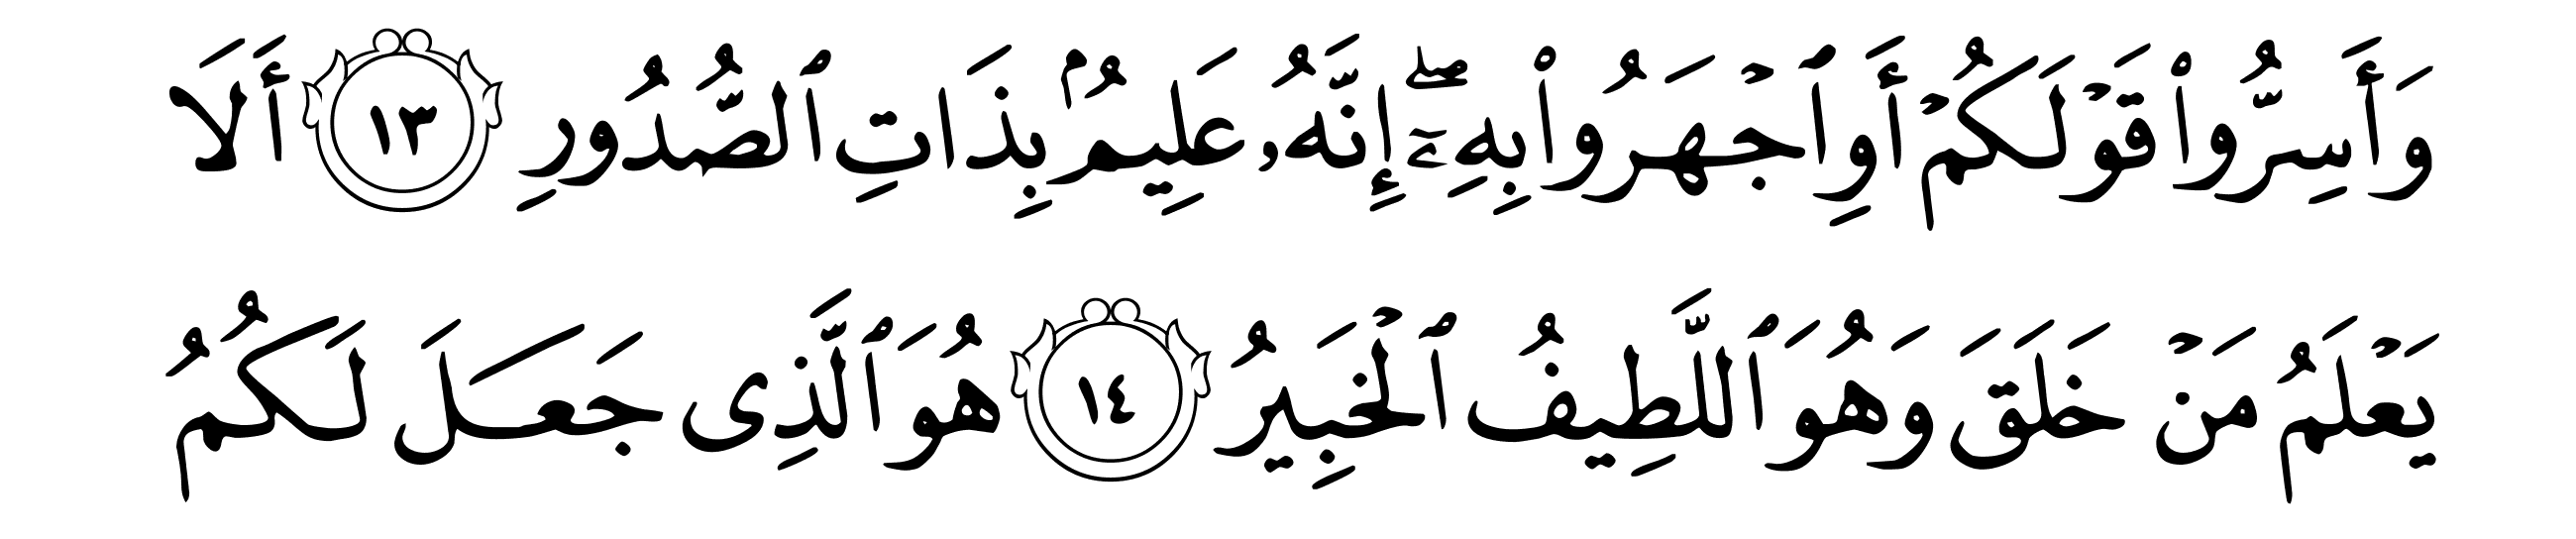 وَأَسِرُّوا۟ قَوْلَكُمْ أَوِ ٱجْهَرُوا۟ بِهِۦٓ ۖ إِنَّهُۥ عَلِيمٌۢ بِذَاتِ ٱلصُّدُورِ ١٣ أَلَا
يَعْلَمُ مَنْ خَلَقَ وَهُوَ ٱللَّطِيفُ ٱلْخَبِيرُ ١٤ هُوَ ٱلَّذِى جَعَلَ لَكُمُ